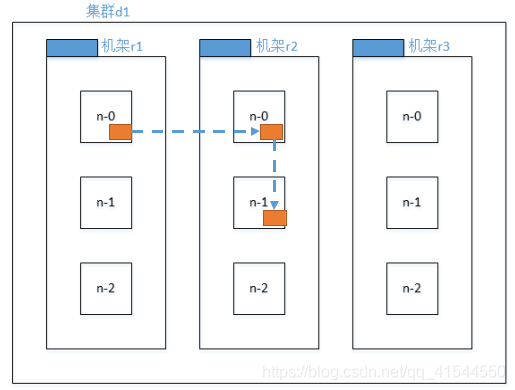 集群d1
机架r1 机架r2 机架r3
n-0 n-0 n-0
n-1 n-1 n-1
n-2 n-2 n-2
https://blog.csdn.net/qq_41544550